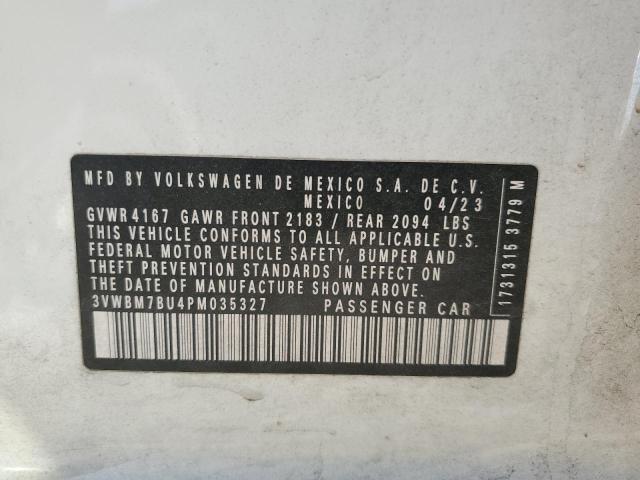 MFD BY VOLKSWAGEN DE MEXICO S.A. DE C.V.
MEXICO 04/23
GVWR 4167 GAWR FRONT 2183 / REAR 2094 LBS
THIS VEHICLE CONFORMS TO ALL APPLICABLE U.S.
FEDERAL MOTOR VEHICLE SAFETY, BUMPER AND
THEFT PREVENTION STANDARDS IN EFFECT ON
THE DATE OF MANUFACTURE SHOWN ABOVE.
3VWBM7BU4PM035327 PASSENGER CAR
1731315 3779 M